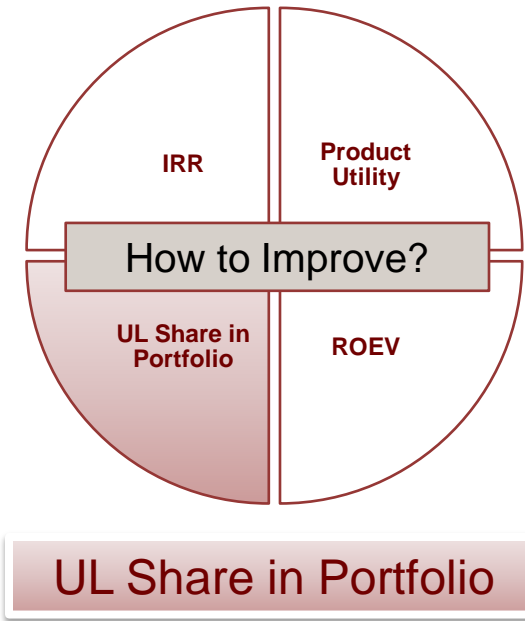 IRR
Product
Utility
How to Improve?
UL Share in
Portfolio
ROEV
UL Share in Portfolio